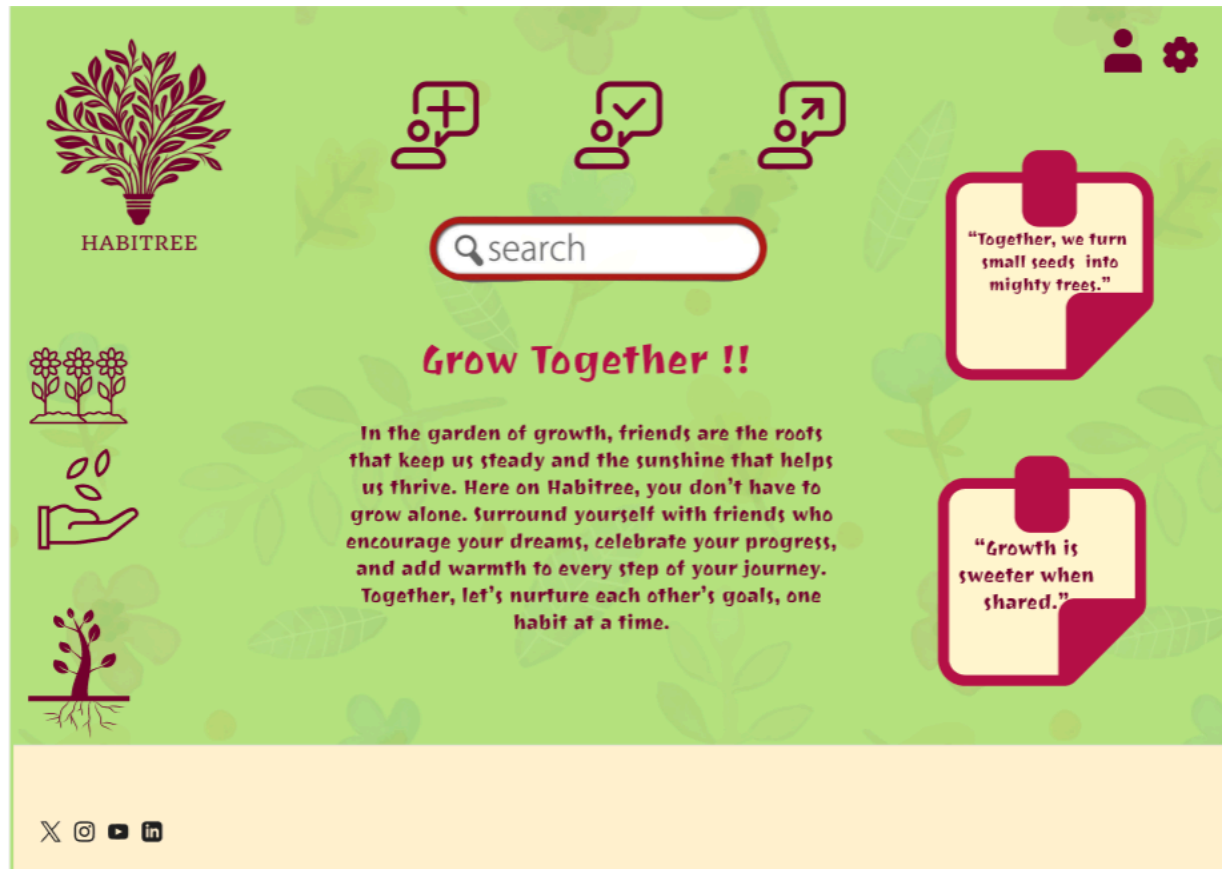 HABITREE
search
“Together, we turn
small seeds into
mighty trees.”
Grow Together !!
In the garden of growth, friends are the roots
that keep us steady and the sunshine that helps
us thrive. Here on Habitree, you don’t have to
grow alone. Surround yourself with friends who
encourage your dreams, celebrate your progress,
and add warmth to every step of your journey.
Together, let’s nurture each other’s goals, one
habit at a time.
“Growth is
sweeter when
shared.”